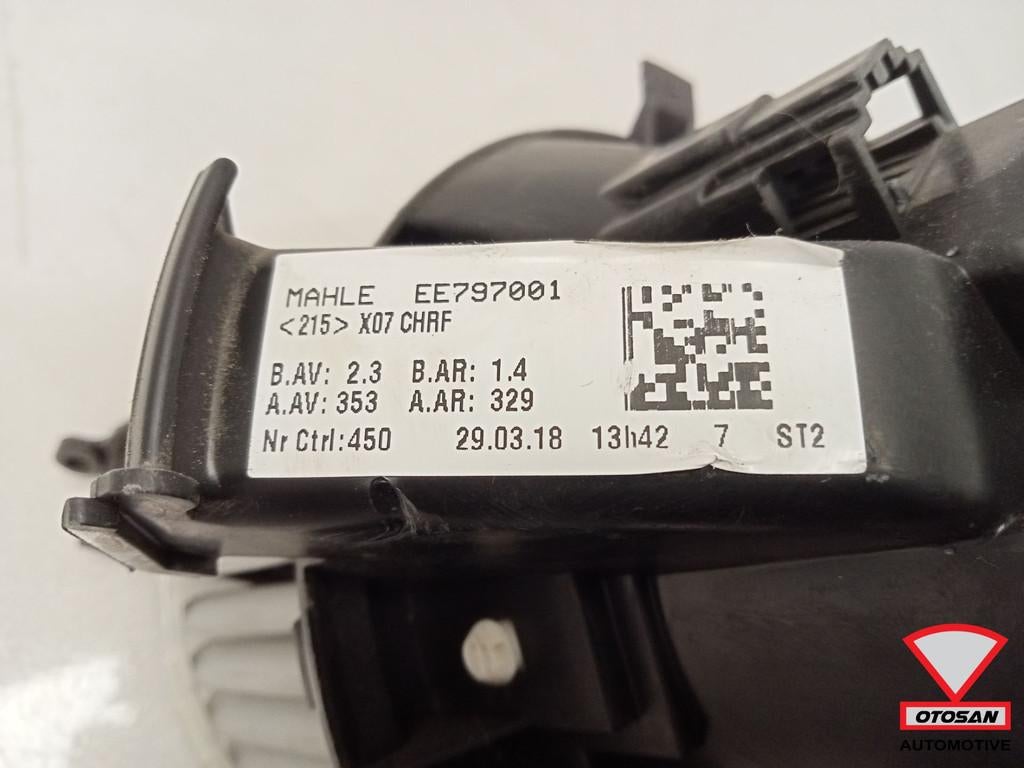 MAHLE EE797001
<215> X07 CHRF
B.AV: 2.3 B.AR: 1.4
A.AV: 353 A.AR: 329
Nr Ctrl:450 29.03.18 13h42 7 ST2
OTOSAN
AUTOMOTIVE